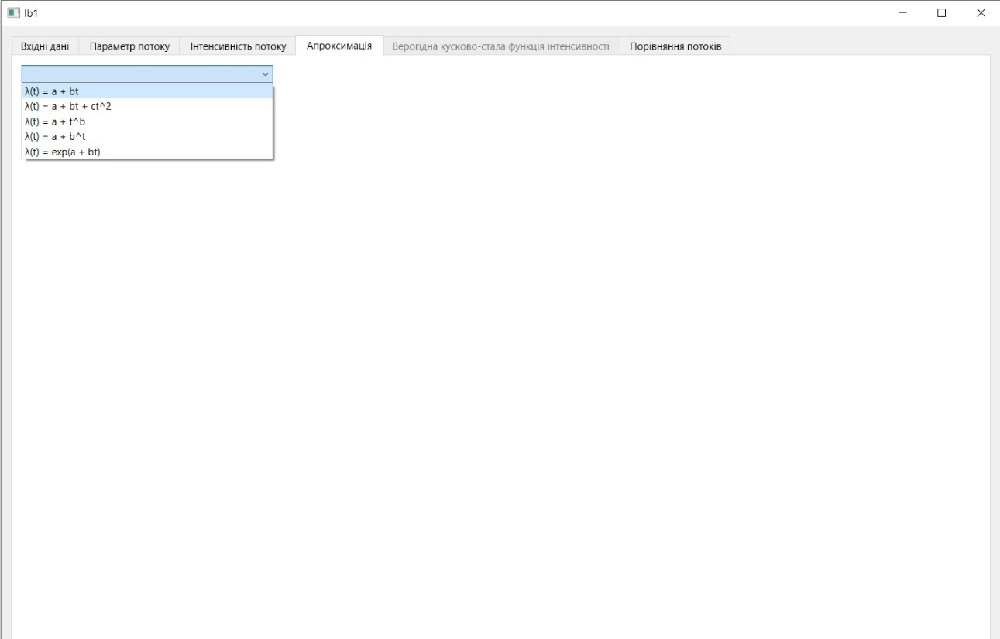 lb1
Вхідні дані Параметр потоку Інтенсивність потоку Апроксимація Верогідна кусково-стала функція інтенсивності Порівняння потоків
λ(t) = a + bt
λ(t) = a + bt + ct^2
λ(t) = a + t^b
λ(t) = a + b^t
λ(t) = exp(a + bt)